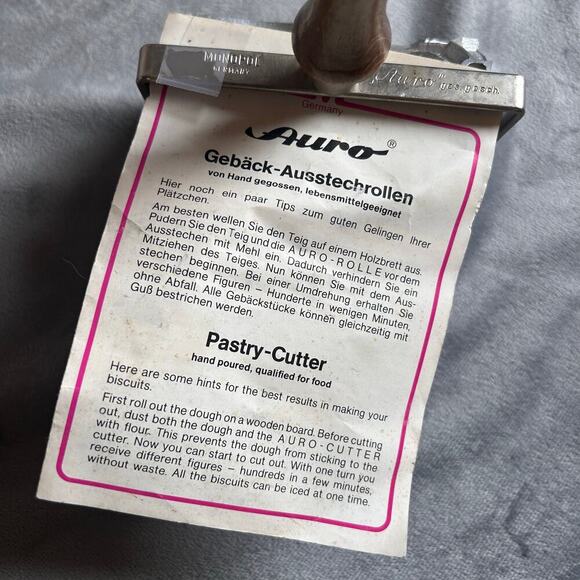 MONOPOL
GERMANY
Auro ges. gesch.
Germany
Auro ®
Gebäck-Ausstechrollen
von Hand gegossen, lebensmittelgeeignet
Hier noch ein paar Tips zum guten Gelingen Ihrer
Plätzchen.
Am besten wellen Sie den Teig auf einem Holzbrett aus.
Pudern Sie den Teig und die AURO-ROLLE vor dem
Ausstechen mit Mehl ein. Dadurch verhindern Sie ein
Mitziehen des Teiges. Nun können Sie mit dem Aus-
stechen beginnen. Bei einer Umdrehung erhalten Sie
verschiedene Figuren – Hunderte in wenigen Minuten,
ohne Abfall. Alle Gebäckstücke können gleichzeitig mit
Guß bestrichen werden.
Pastry-Cutter
hand poured, qualified for food
Here are some hints for the best results in making your
biscuits.
First roll out the dough on a wooden board. Before cutting
out, dust both the dough and the AURO-CUTTER
with flour. This prevents the dough from sticking to the
cutter. Now you can start to cut out. With one turn you
receive different figures – hundreds in a few minutes,
without waste. All the biscuits can be iced at one time.